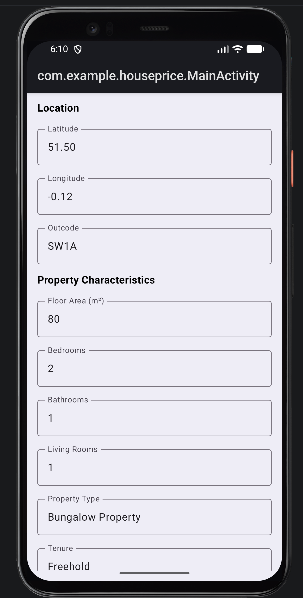 6:10
com.example.houseprice.MainActivity
Location
Latitude
51.50
Longitude
-0.12
Outcode
SW1A
Property Characteristics
Floor Area (m²)
80
Bedrooms
2
Bathrooms
1
Living Rooms
1
Property Type
Bungalow Property
Tenure
Freehold